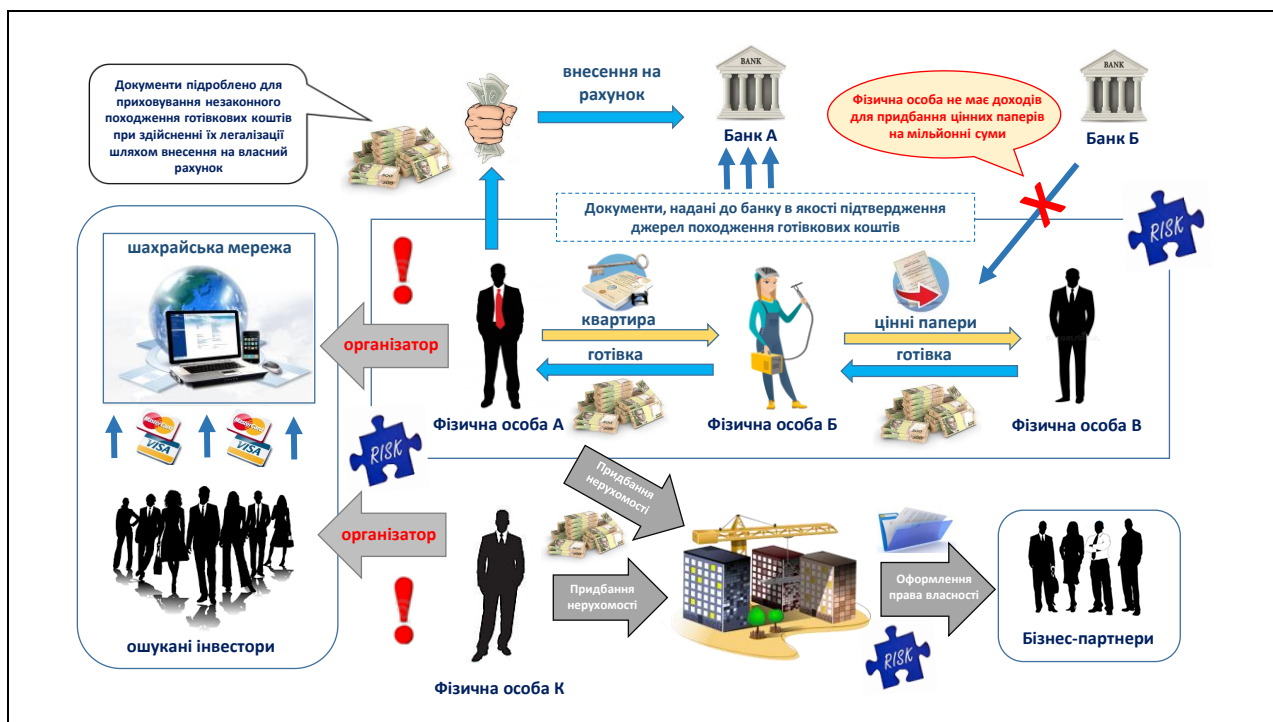 Документи підроблено для
приховування незаконного
походження готівкових коштів
при здійсненні їх легалізації
шляхом внесення на власний
рахунок
внесення на
рахунок
BANK
Банк А
Фізична особа не має доходів
для придбання цінних паперів
на мільйонні суми
BANK
Банк Б
Документи, надані до банку в якості підтвердження
джерел походження готівкових коштів
RISK
шахрайська мережа
організатор
квартира
готівка
цінні папери
готівка
Фізична особа А
Фізична особа Б
Фізична особа В
MasterCard
VISA
MasterCard
VISA
RISK
Придбання
нерухомості
організатор
Придбання
нерухомості
Оформлення
права власності
RISK
ошукані інвестори
Фізична особа К
Бізнес-партнери